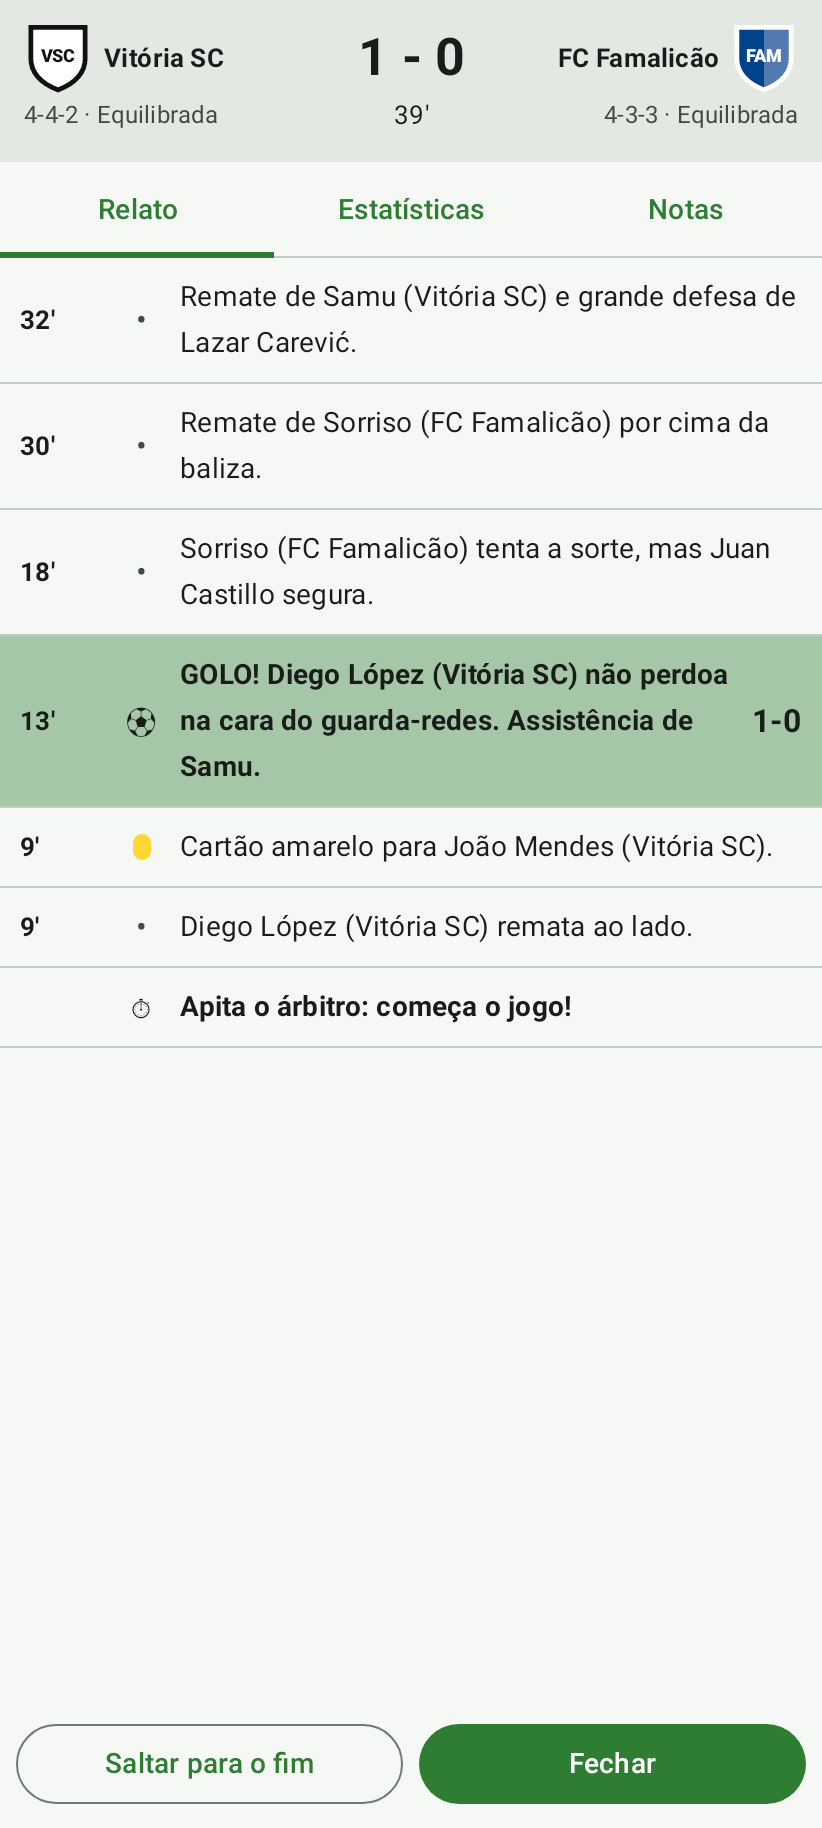 VSC Vitória SC 1 - 0 FC Famalicão FAM
4-4-2 · Equilibrada 39' 4-3-3 · Equilibrada
Relato Estatísticas Notas
32' • Remate de Samu (Vitória SC) e grande defesa de
Lazar Carević.
30' • Remate de Sorriso (FC Famalicão) por cima da
baliza.
18' • Sorriso (FC Famalicão) tenta a sorte, mas Juan
Castillo segura.
GOLO! Diego López (Vitória SC) não perdoa
13' na cara do guarda-redes. Assistência de 1-0
Samu.
9' Cartão amarelo para João Mendes (Vitória SC).
9' • Diego López (Vitória SC) remata ao lado.
Apita o árbitro: começa o jogo!
Saltar para o fim Fechar